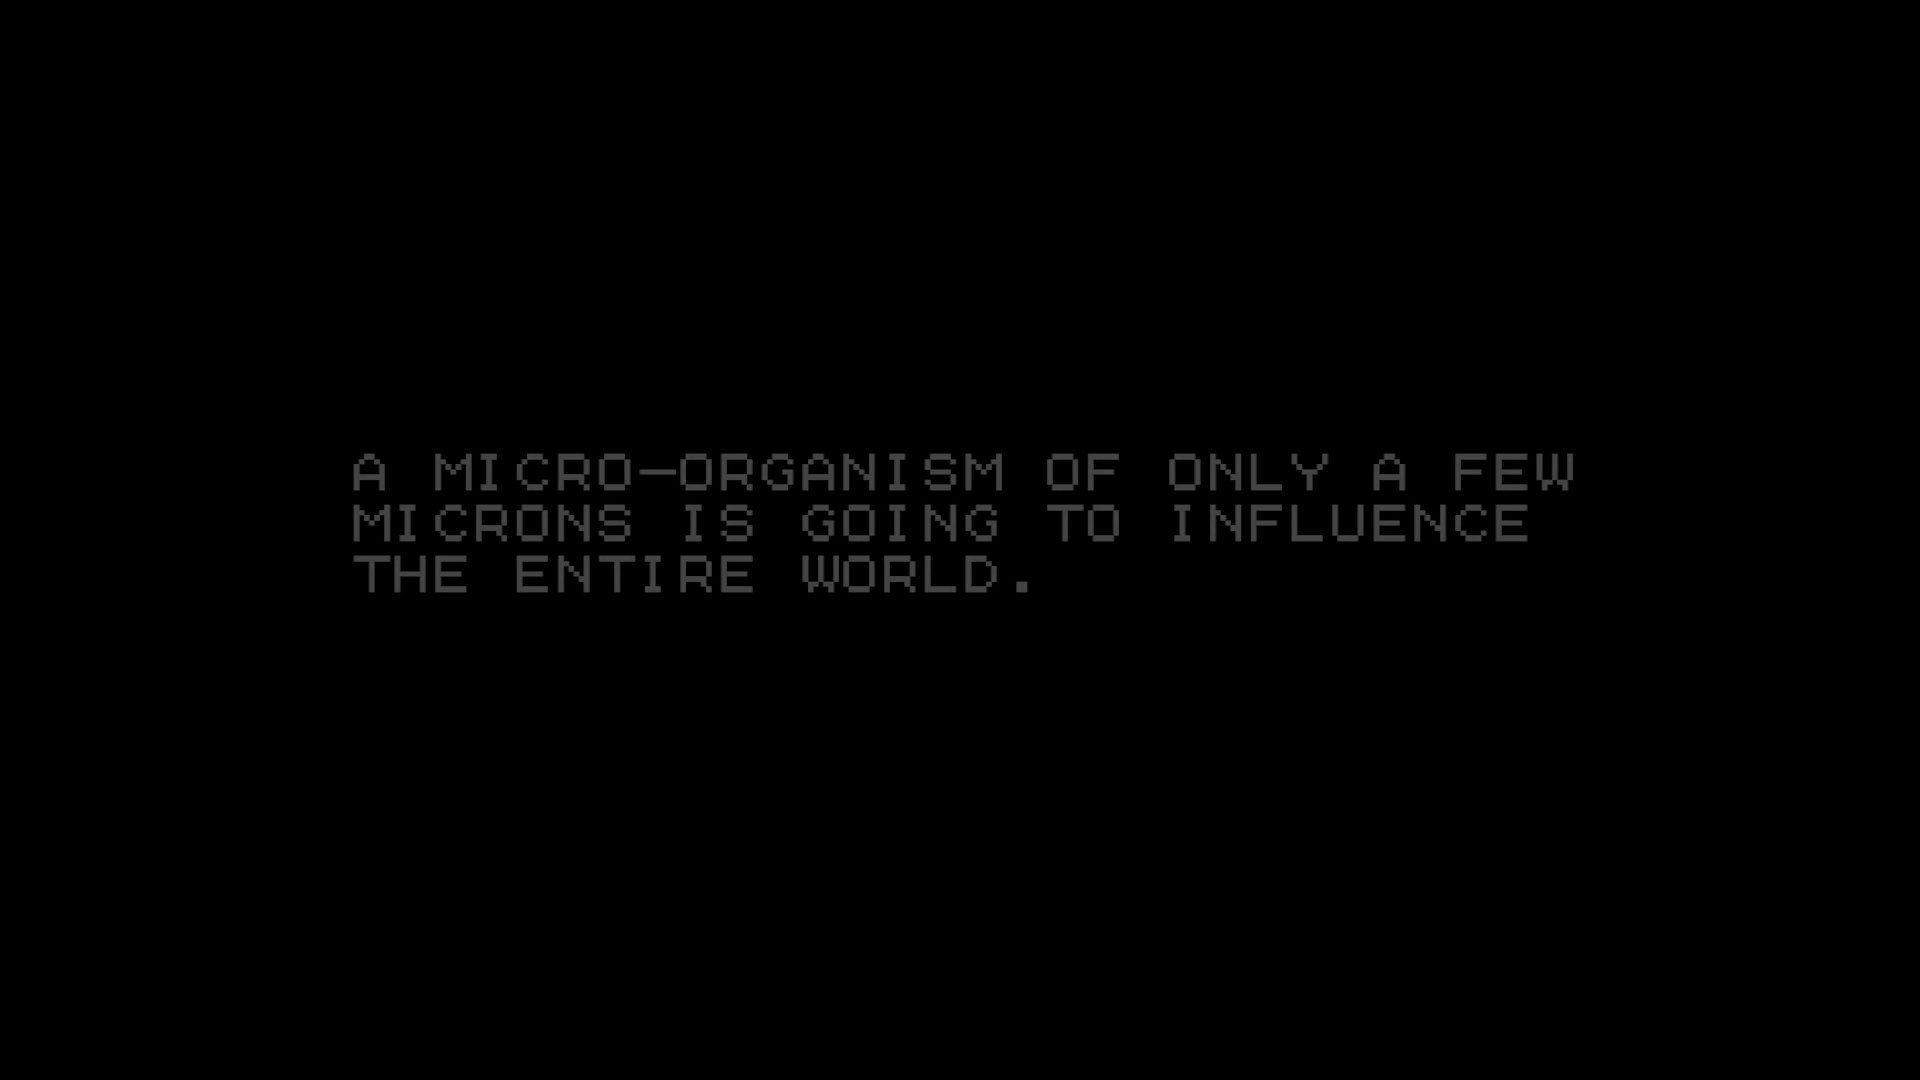 A MICRO-ORGANISM OF ONLY A FEW
MICRONS IS GOING TO INFLUENCE
THE ENTIRE WORLD.